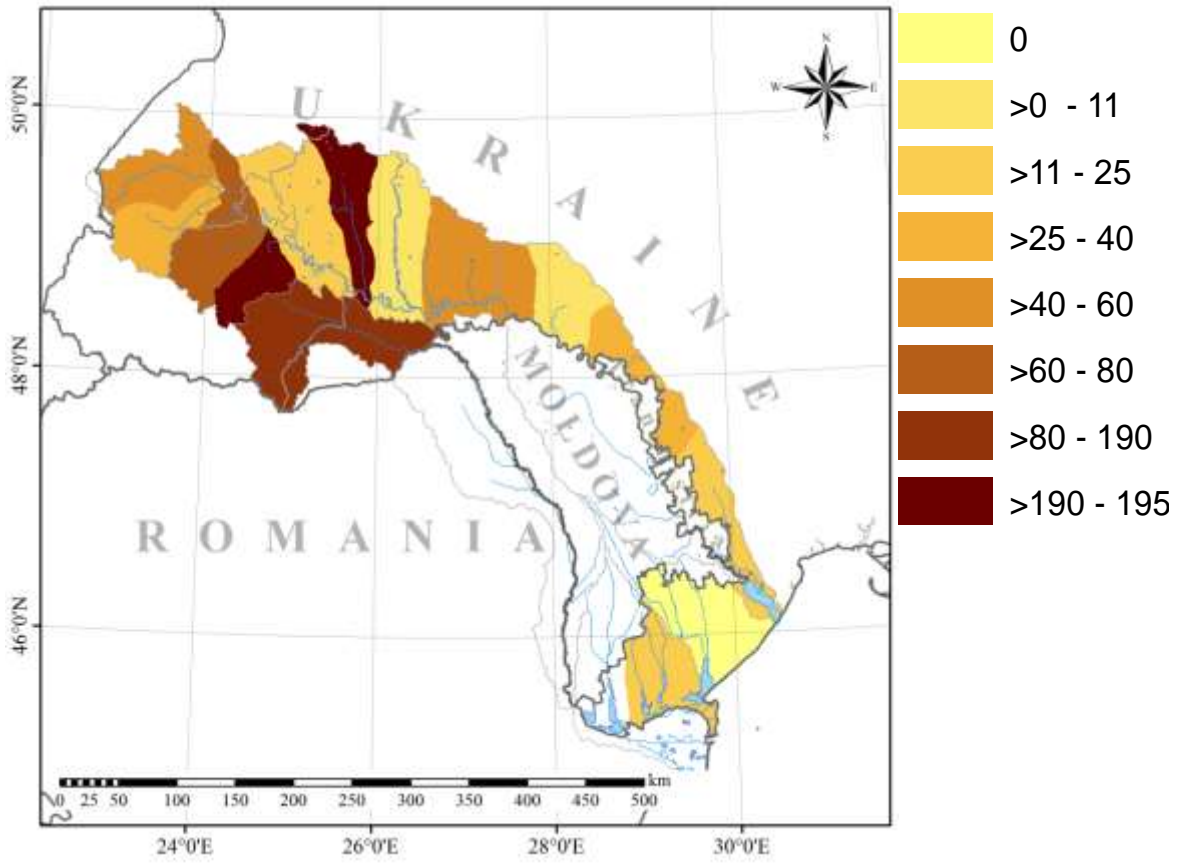 0
>0 - 11
>11 - 25
>25 - 40
>40 - 60
>60 - 80
>80 - 190
>190 - 195
N
W E
S
UKRAINE
MOLDOVA
ROMANIA
50°0'N
48°0'N
46°0'N
km
0 25 50 100 150 200 250 300 350 400 450 500
24°0'E 26°0'E 28°0'E 30°0'E